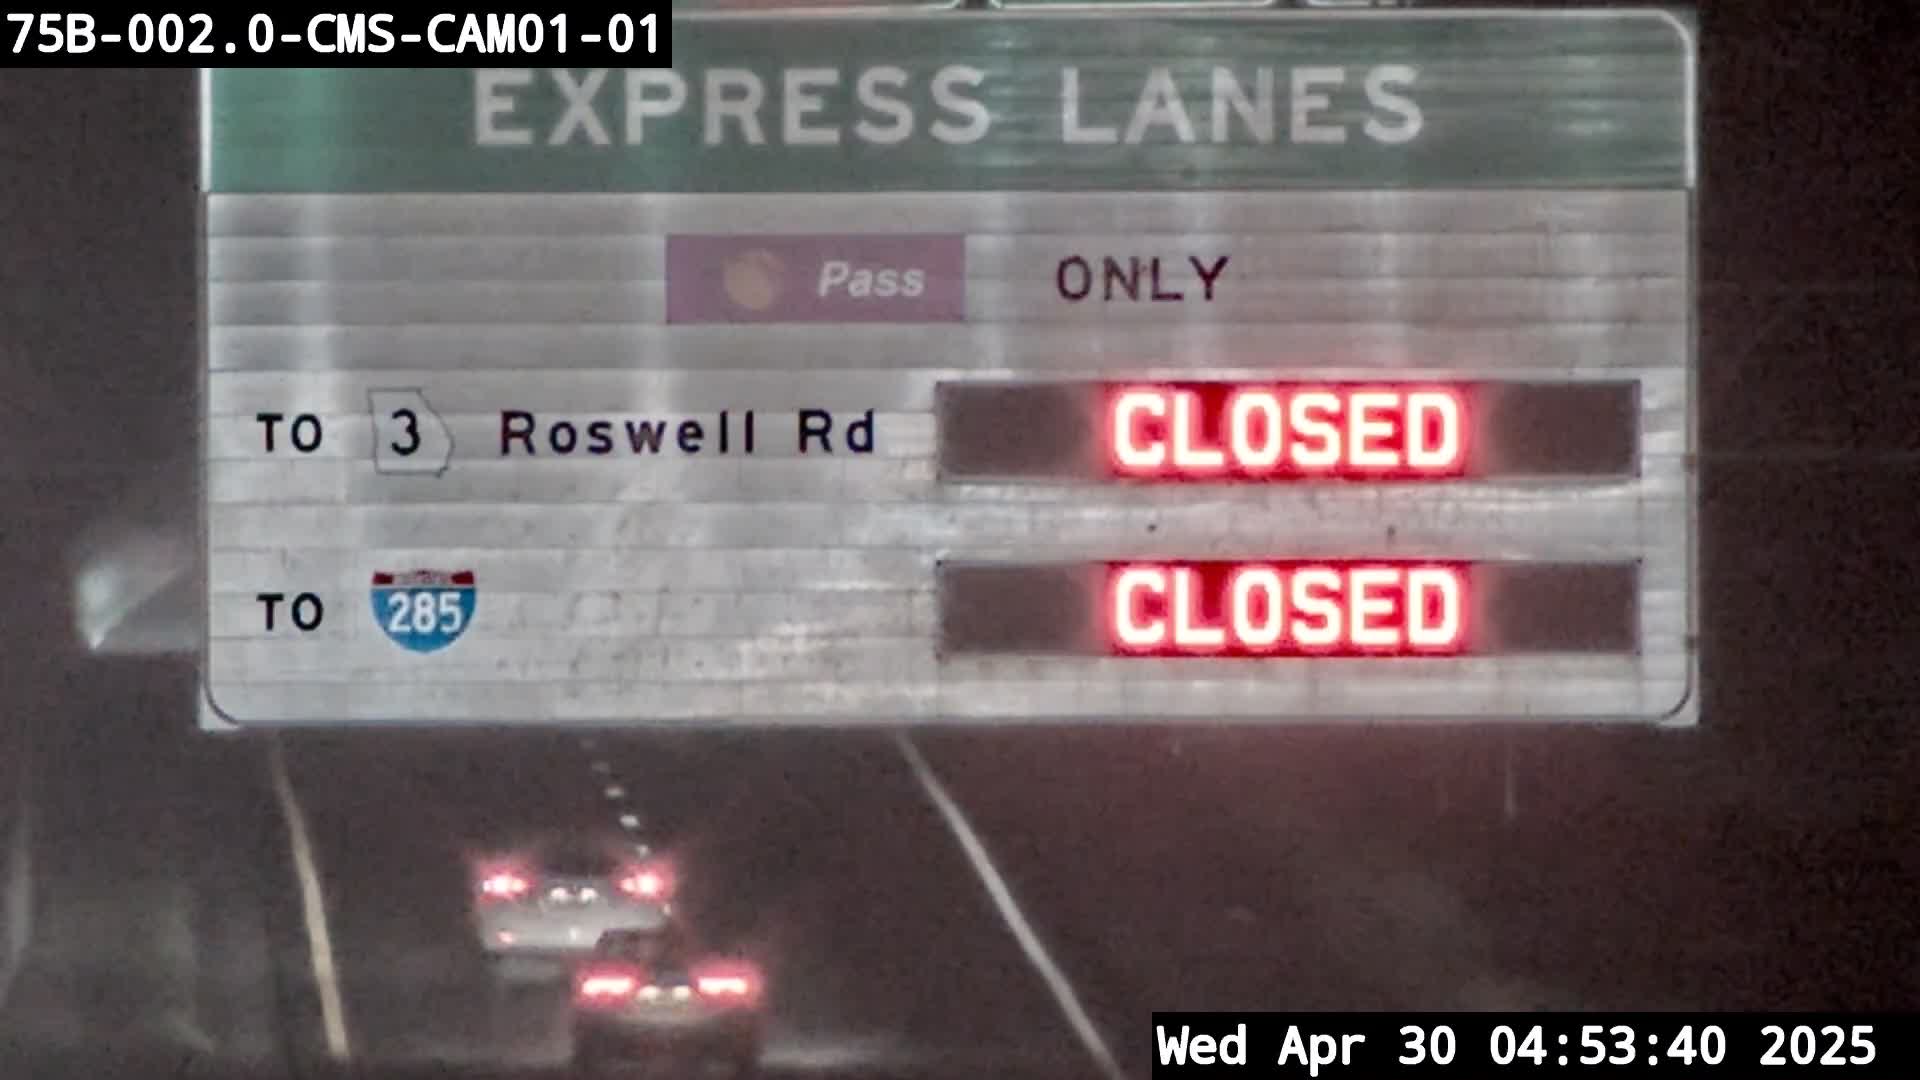 75B-002.0-CMS-CAM01-01
EXPRESS LANES
Pass ONLY
TO 3 Roswell Rd CLOSED
TO 285 CLOSED
Wed Apr 30 04:53:40 2025